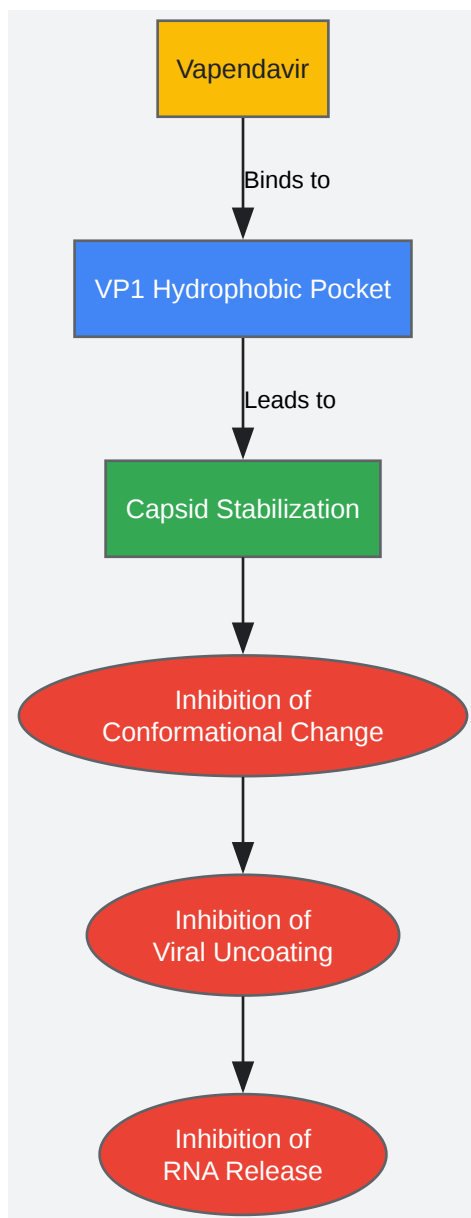 Vapendavir
Binds to
VP1 Hydrophobic Pocket
Leads to
Capsid Stabilization
Inhibition of
Conformational Change
Inhibition of
Viral Uncoating
Inhibition of
RNA Release